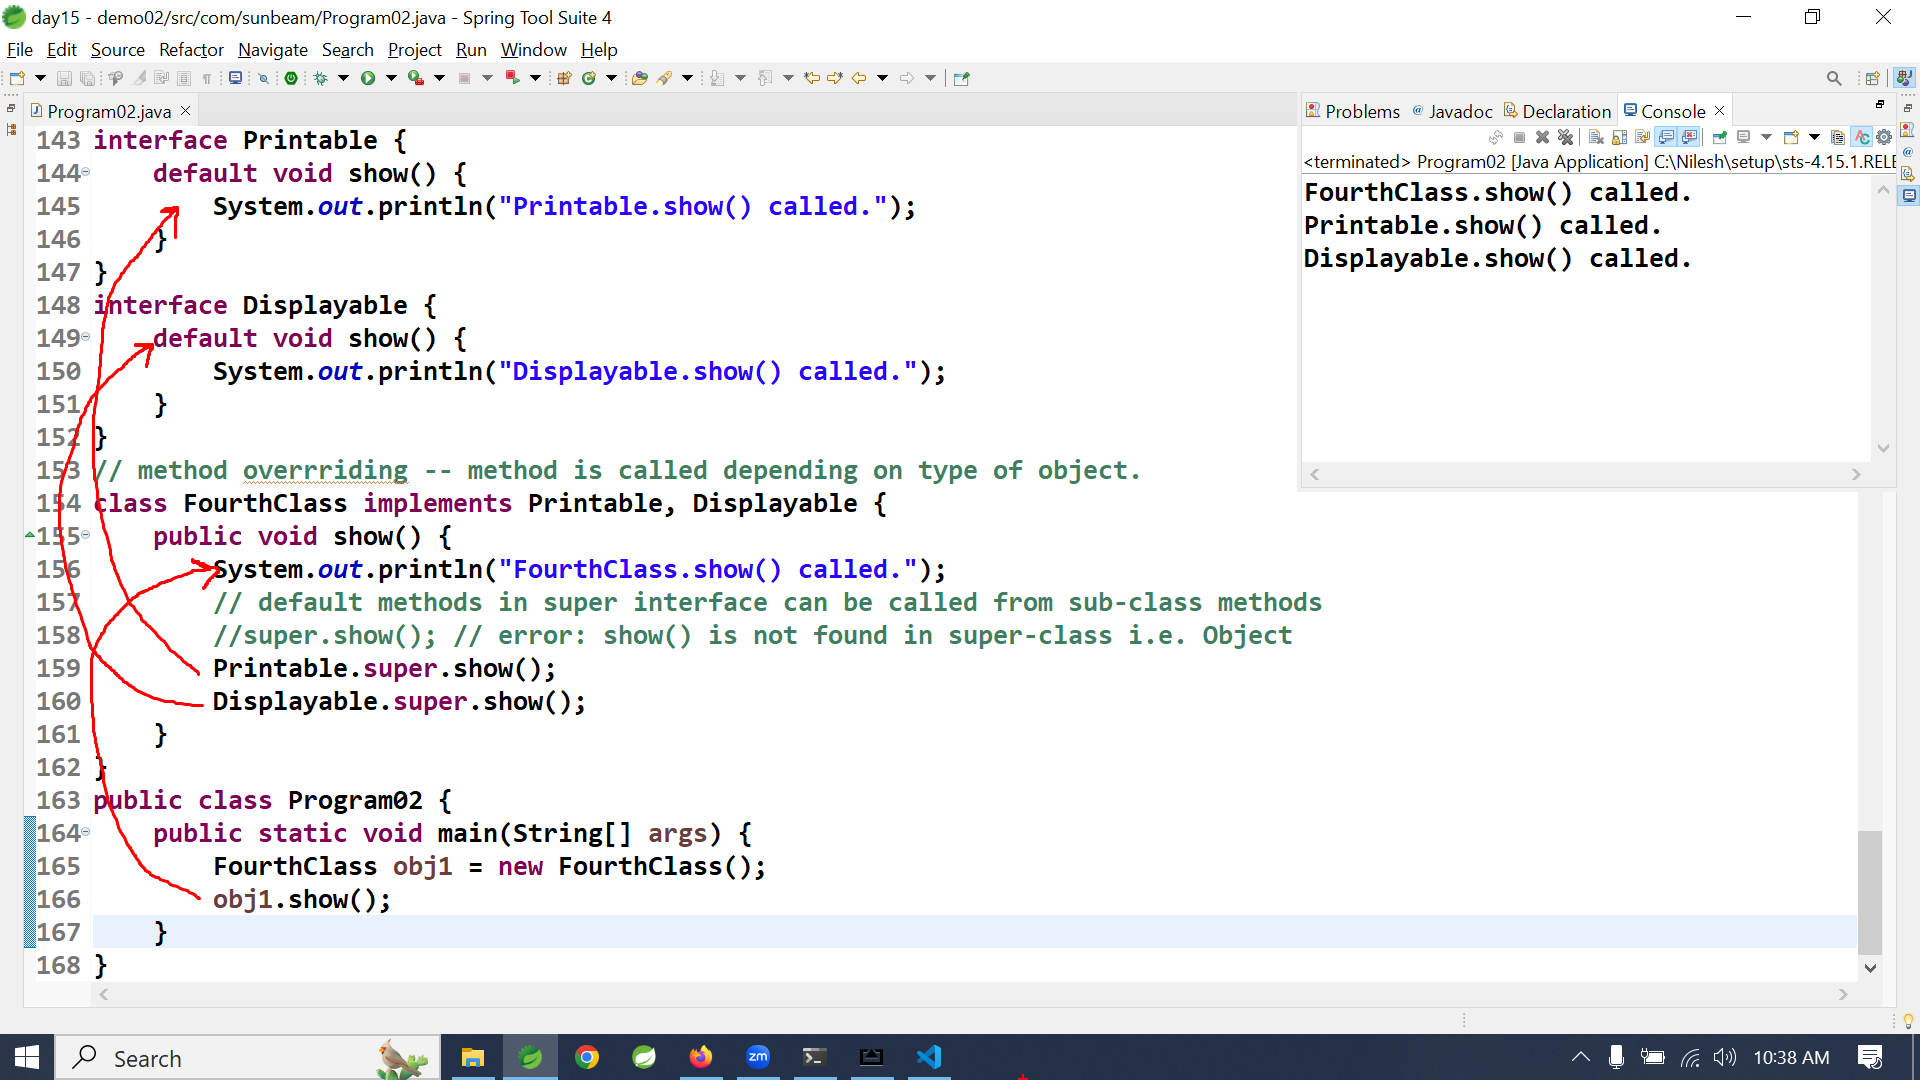 day15 - demo02/src/com/sunbeam/Program02.java - Spring Tool Suite 4
File Edit Source Refactor Navigate Search Project Run Window Help
Program02.java
143 interface Printable {
144 default void show() {
145 System.out.println("Printable.show() called.");
146 }
147 }
148 interface Displayable {
149 default void show() {
150 System.out.println("Displayable.show() called.");
151 }
152 }
153 // method overrriding -- method is called depending on type of object.
154 class FourthClass implements Printable, Displayable {
155 public void show() {
156 System.out.println("FourthClass.show() called.");
157 // default methods in super interface can be called from sub-class methods
158 //super.show(); // error: show() is not found in super-class i.e. Object
159 Printable.super.show();
160 Displayable.super.show();
161 }
162 }
163 public class Program02 {
164 public static void main(String[] args) {
165 FourthClass obj1 = new FourthClass();
166 obj1.show();
167 }
168 }
Problems @ Javadoc Declaration Console
<terminated> Program02 [Java Application] C:\Nilesh\setup\sts-4.15.1.RELE
FourthClass.show() called.
Printable.show() called.
Displayable.show() called.
Search
zm
10:38 AM